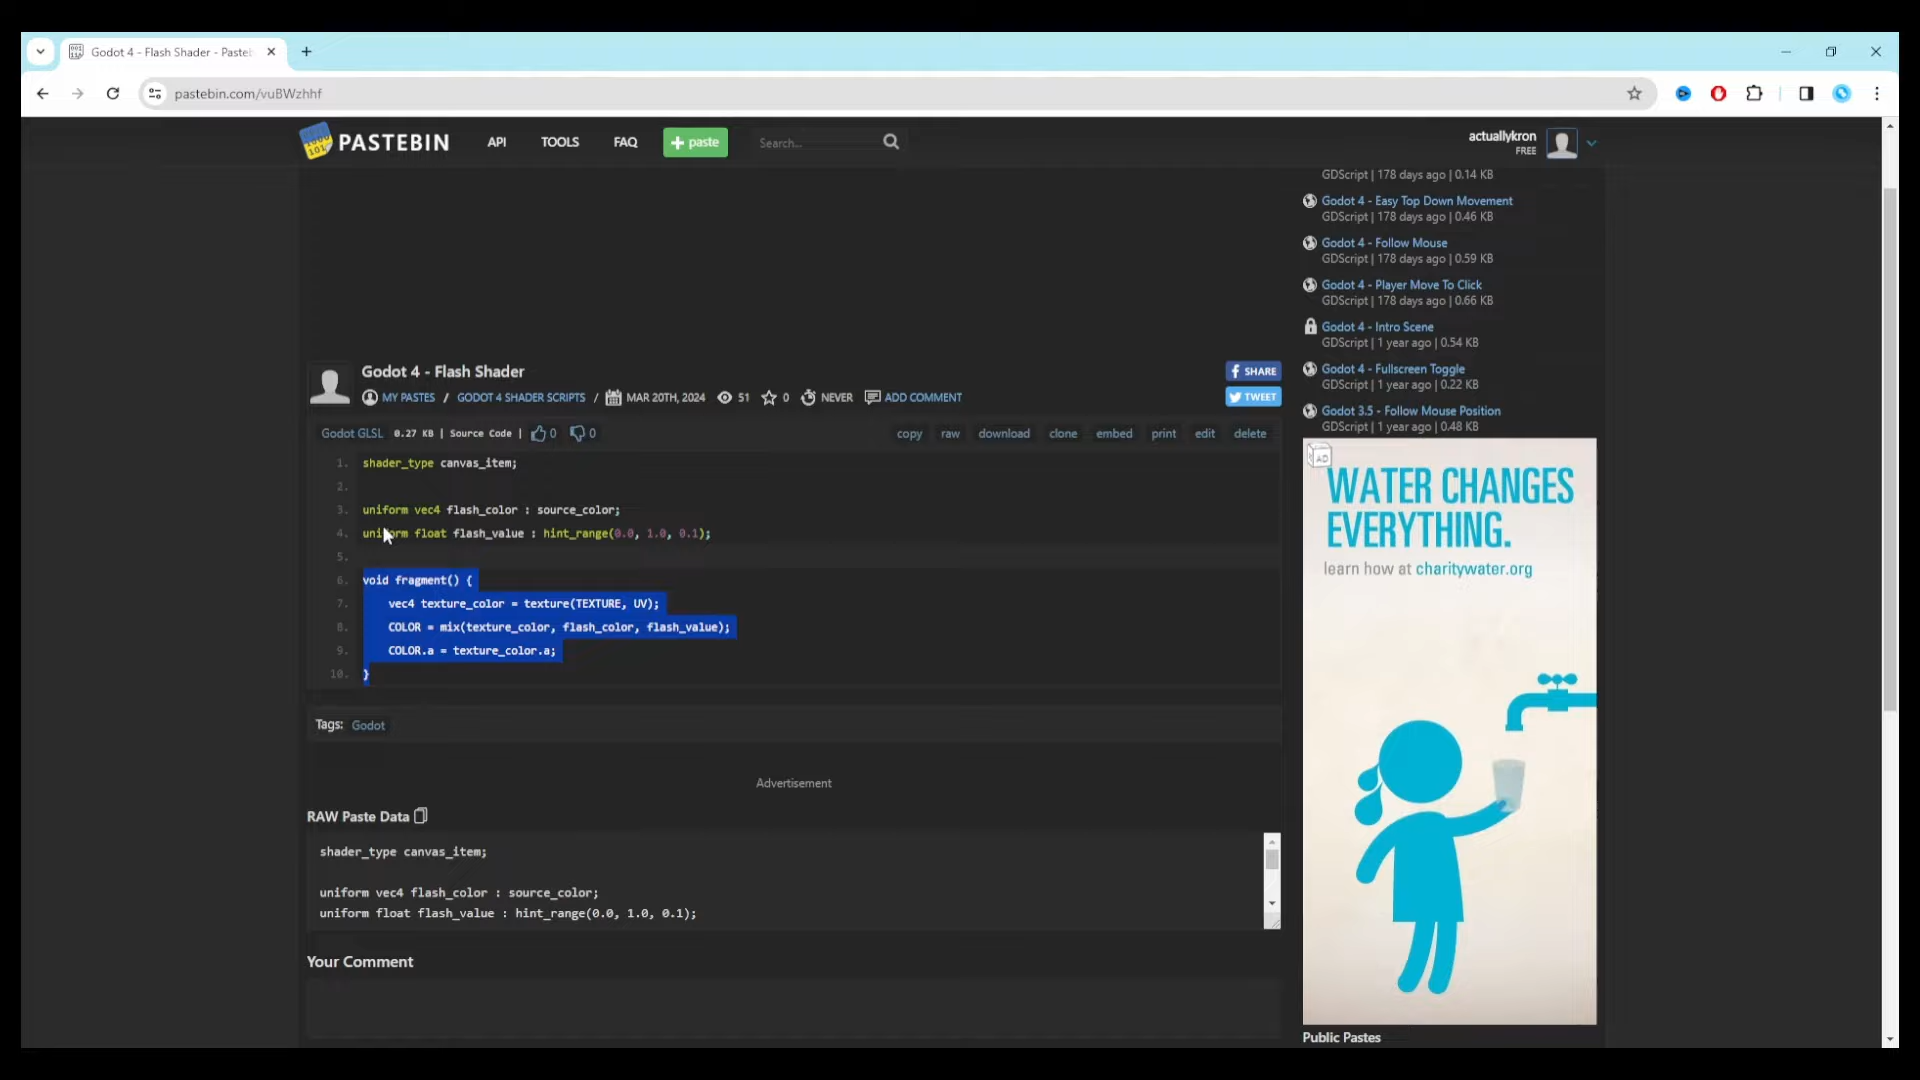 Godot 4 - Flash Shader - Pasteb
pastebin.com/vuBWzhhf
PASTEBIN API TOOLS FAQ + paste Search...
actuallykron
FREE
GDScript | 178 days ago | 0.14 KB
Godot 4 - Easy Top Down Movement
GDScript | 178 days ago | 0.46 KB
Godot 4 - Follow Mouse
GDScript | 178 days ago | 0.59 KB
Godot 4 - Player Move To Click
GDScript | 178 days ago | 0.66 KB
Godot 4 - Intro Scene
GDScript | 1 year ago | 0.54 KB
Godot 4 - Fullscreen Toggle
GDScript | 1 year ago | 0.22 KB
Godot 3.5 - Follow Mouse Position
GDScript | 1 year ago | 0.48 KB
Godot 4 - Flash Shader
SHARE
MY PASTES / GODOT 4 SHADER SCRIPTS / MAR 20TH, 2024 51 0 NEVER ADD COMMENT
TWEET
Godot GLSL 0.27 KB | Source Code | 0 0 copy raw download clone embed print edit delete
1. shader_type canvas_item;
2.
3. uniform vec4 flash_color : source_color;
4. uniform float flash_value : hint_range(0.0, 1.0, 0.1);
5.
6. void fragment() {
7. vec4 texture_color = texture(TEXTURE, UV);
8. COLOR = mix(texture_color, flash_color, flash_value);
9. COLOR.a = texture_color.a;
10. }
Tags: Godot
Advertisement
RAW Paste Data
shader_type canvas_item;
uniform vec4 flash_color : source_color;
uniform float flash_value : hint_range(0.0, 1.0, 0.1);
Your Comment
AD
WATER CHANGES
EVERYTHING.
learn how at charitywater.org
Public Pastes